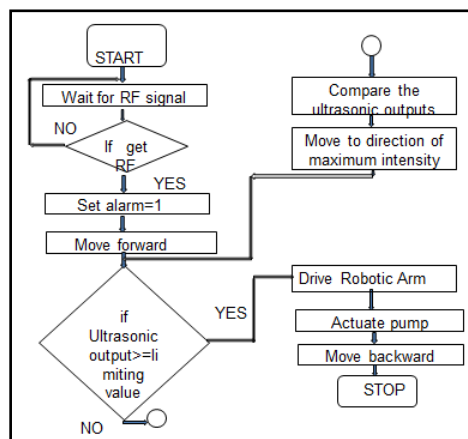 START
Wait for RF signal
NO
If get
RF
YES
Set alarm=1
Move forward
if
Ultrasonic
output>=li
miting
value
YES
NO
Compare the
ultrasonic outputs
Move to direction of
maximum intensity
Drive Robotic Arm
Actuate pump
Move backward
STOP